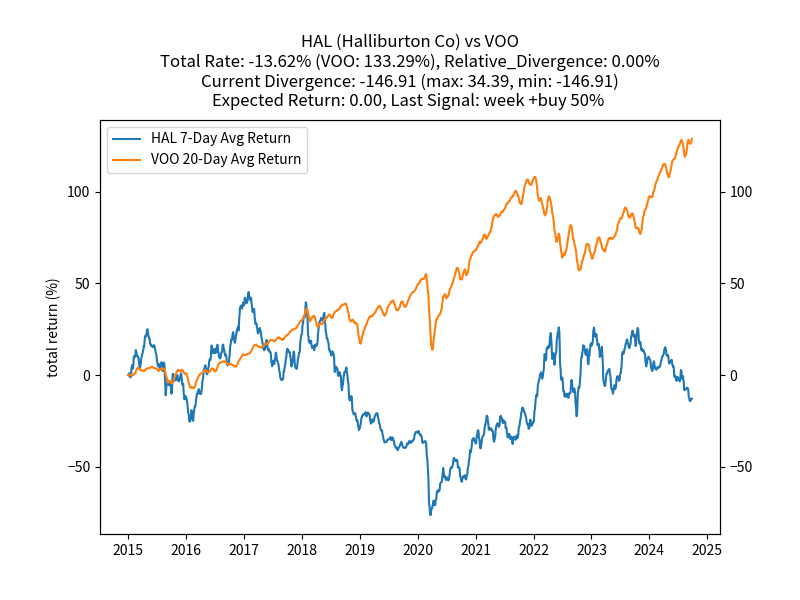 HAL (Halliburton Co) vs VOO
Total Rate: -13.62% (VOO: 133.29%), Relative_Divergence: 0.00%
Current Divergence: -146.91 (max: 34.39, min: -146.91)
Expected Return: 0.00, Last Signal: week +buy 50%
HAL 7-Day Avg Return
VOO 20-Day Avg Return
total return (%)
100
50
0
−50
100
50
0
−50
2015 2016 2017 2018 2019 2020 2021 2022 2023 2024 2025